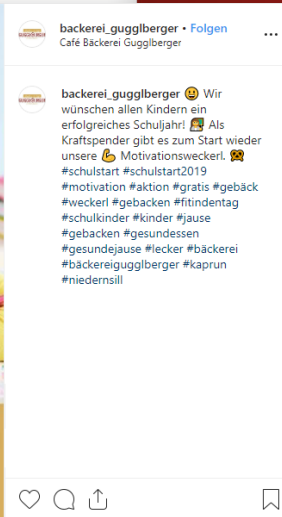 backerei_gugglberger • Folgen
Café Bäckerei Gugglberger
backerei_gugglberger 😃 Wir
wünschen allen Kindern ein
erfolgreiches Schuljahr! 👩‍🏫 Als
Kraftspender gibt es zum Start wieder
unsere 💪 Motivationsweckerl. 🥨
#schulstart #schulstart2019
#motivation #aktion #gratis #gebäck
#weckerl #gebacken #fitindentag
#schulkinder #kinder #jause
#gebacken #gesundessen
#gesundejause #lecker #bäckerei
#bäckereigugglberger #kaprun
#niedernsill